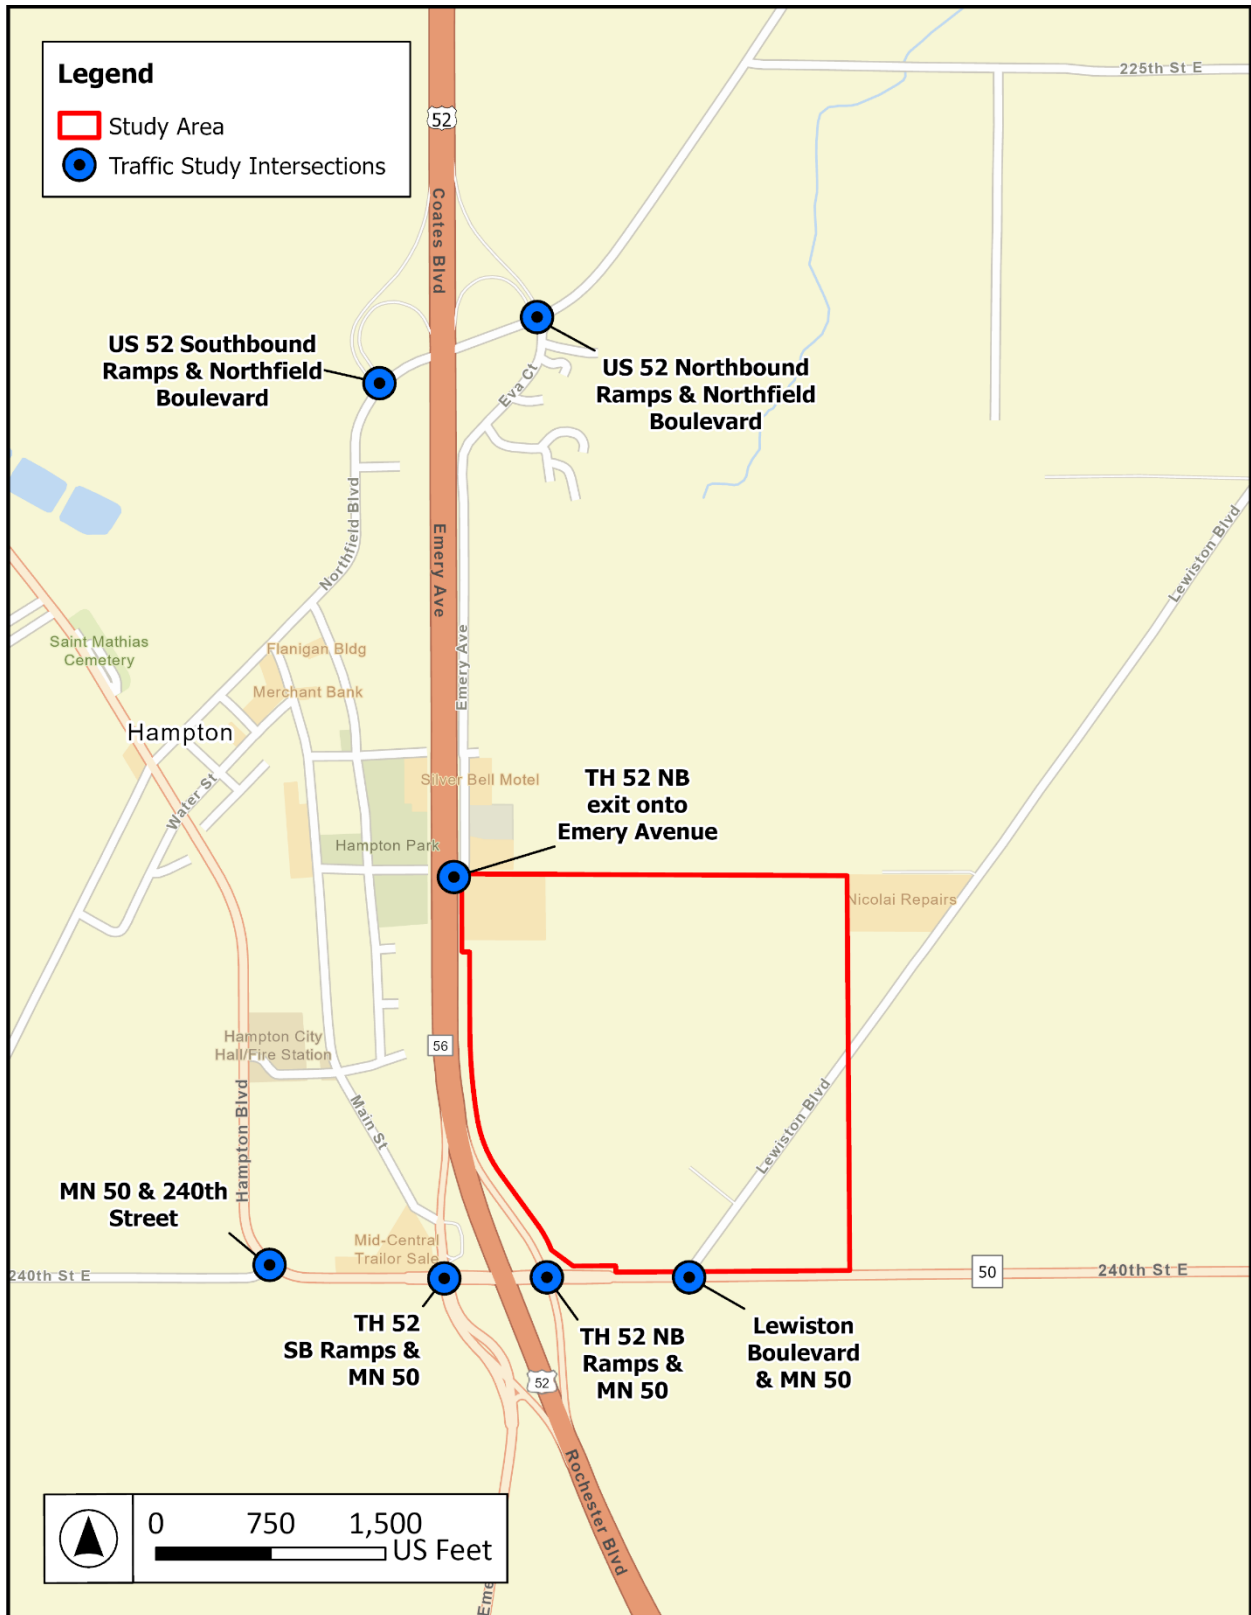 Legend
Study Area
Traffic Study Intersections
52
225th St E
Coates Blvd
US 52 Southbound
Ramps & Northfield
Boulevard
US 52 Northbound
Ramps & Northfield
Boulevard
Eva Ct
Northfield Blvd
Emery Ave
Emery Ave
Lewiston Blvd
Saint Mathias
Cemetery
Flanigan Bldg
Merchant Bank
Hampton
Water St
Silver Bell Motel
TH 52 NB
exit onto
Emery Avenue
Hampton Park
Nicolai Repairs
Hampton City
Hall/Fire Station
56
Hampton Blvd
Main St
Lewiston Blvd
MN 50 & 240th
Street
Mid-Central
Trailor Sale
240th St E
50
240th St E
TH 52
SB Ramps &
MN 50
TH 52 NB
Ramps &
MN 50
Lewiston
Boulevard
& MN 50
52
Rochester Blvd
0 750 1,500
US Feet
Eme